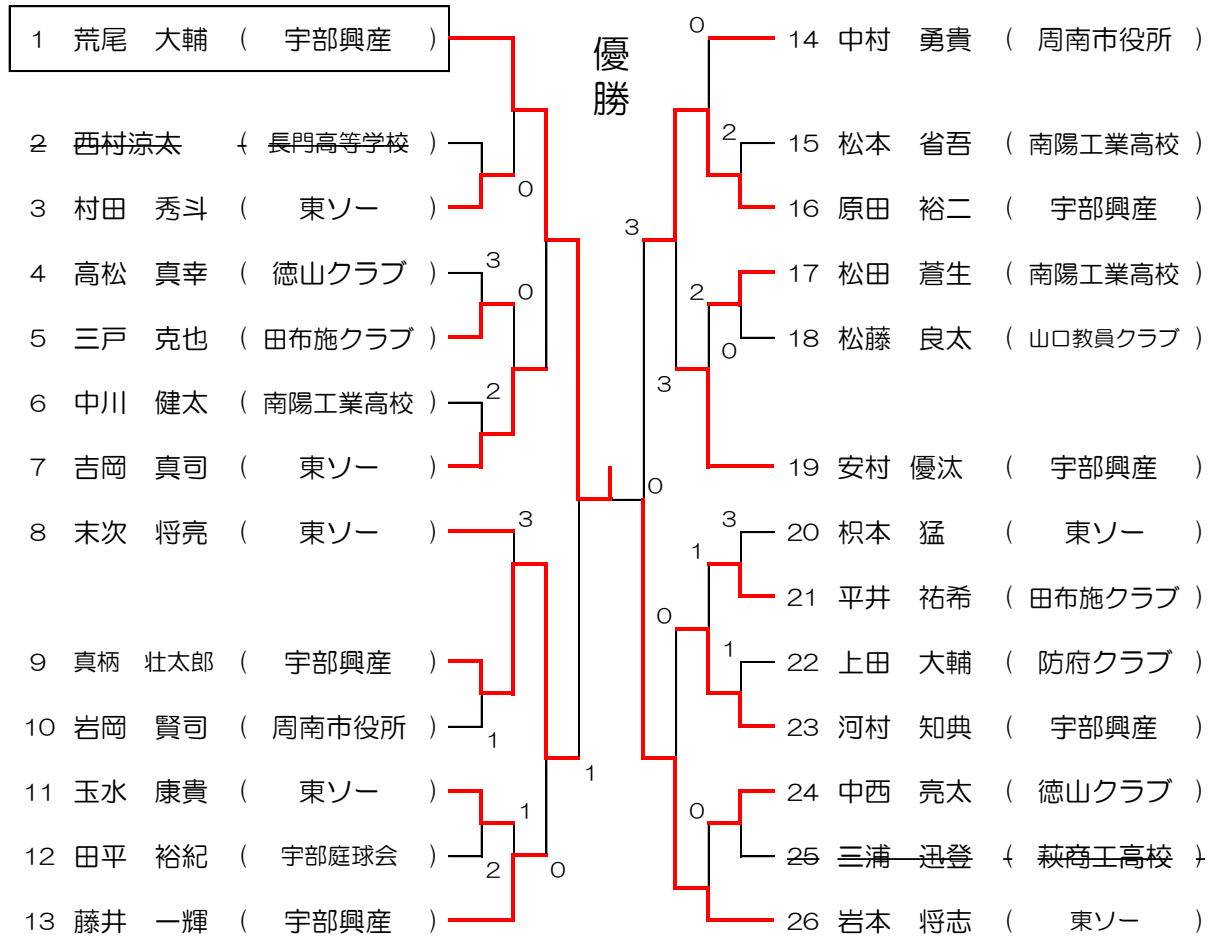 優勝
1 荒尾 大輔 ( 宇部興産 )
2 西村涼太 ( 長門高等学校 )
3 村田 秀斗 ( 東ソー )
0
4 高松 真幸 ( 徳山クラブ )
3
0
5 三戸 克也 ( 田布施クラブ )
6 中川 健太 ( 南陽工業高校 )
2
7 吉岡 真司 ( 東ソー )
8 末次 将亮 ( 東ソー )
3
9 真柄 壮太郎 ( 宇部興産 )
10 岩岡 賢司 ( 周南市役所 )
1
1
11 玉水 康貴 ( 東ソー )
1
12 田平 裕紀 ( 宇部庭球会 )
2
0
13 藤井 一輝 ( 宇部興産 )
0
14 中村 勇貴 ( 周南市役所 )
2
15 松本 省吾 ( 南陽工業高校 )
16 原田 裕二 ( 宇部興産 )
3
17 松田 蒼生 ( 南陽工業高校 )
2
18 松藤 良太 ( 山口教員クラブ )
0
3
19 安村 優汰 ( 宇部興産 )
0
20 枳本 猛 ( 東ソー )
3
1
21 平井 祐希 ( 田布施クラブ )
0
22 上田 大輔 ( 防府クラブ )
1
23 河村 知典 ( 宇部興産 )
24 中西 亮太 ( 徳山クラブ )
0
25 三浦 迅登 ( 萩商工高校 )
26 岩本 将志 ( 東ソー )